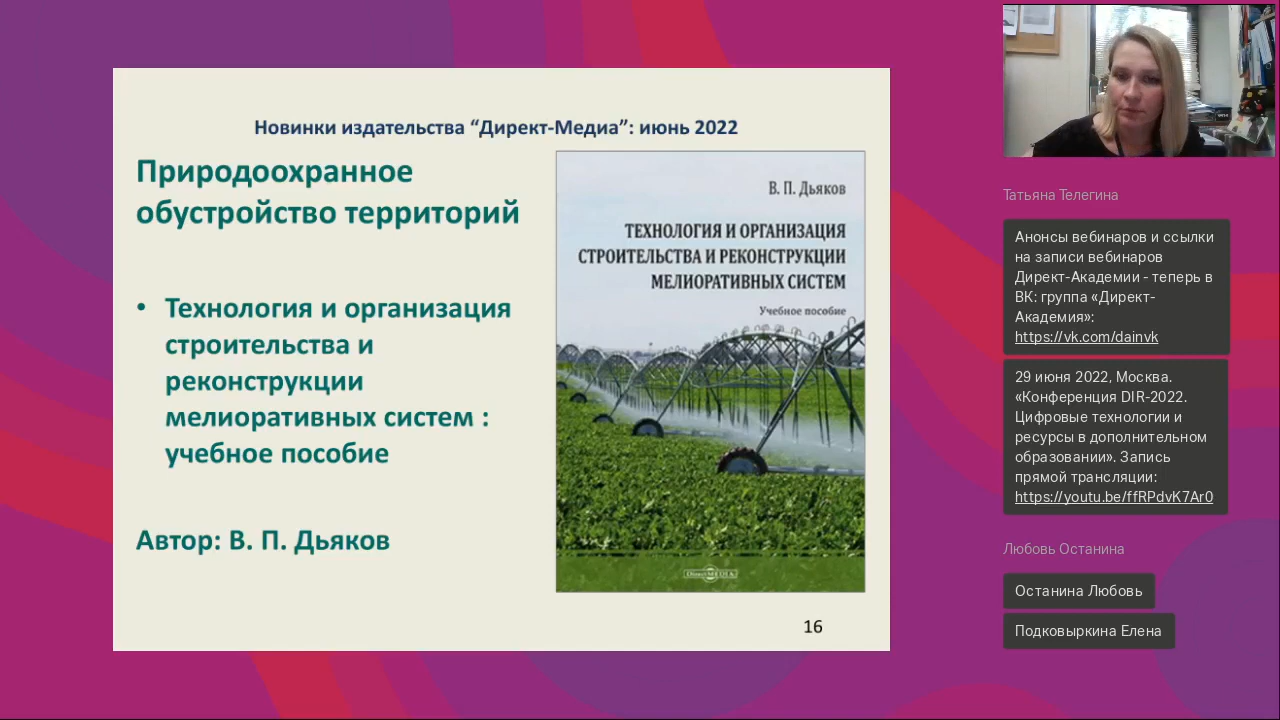 Новинки издательства “Директ-Медиа”: июнь 2022
Природоохранное
обустройство территорий
• Технология и организация
строительства и
реконструкции
мелиоративных систем :
учебное пособие
Автор: В. П. Дьяков
В. П. Дьяков
ТЕХНОЛОГИЯ И ОРГАНИЗАЦИЯ
СТРОИТЕЛЬСТВА И РЕКОНСТРУКЦИИ
МЕЛИОРАТИВНЫХ СИСТЕМ
Учебное пособие
DirectMEDIA
16
Татьяна Телегина
Анонсы вебинаров и ссылки
на записи вебинаров
Директ-Академии - теперь в
ВК: группа «Директ-
Академия»:
https://vk.com/dainvk
29 июня 2022, Москва.
«Конференция DIR-2022.
Цифровые технологии и
ресурсы в дополнительном
образовании». Запись
прямой трансляции:
https://youtu.be/ffRPdvK7Ar0
Любовь Останина
Останина Любовь
Подковыркина Елена